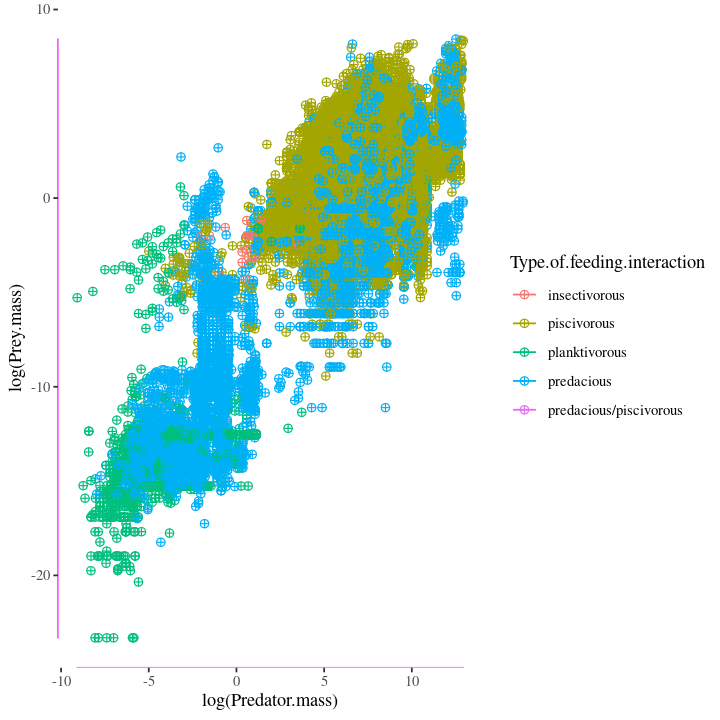 10
0
-10
-20
log(Prey.mass)
-10
-5
0
5
10
log(Predator.mass)
Type.of.feeding.interaction
insectivorous
piscivorous
planktivorous
predacious
predacious/piscivorous